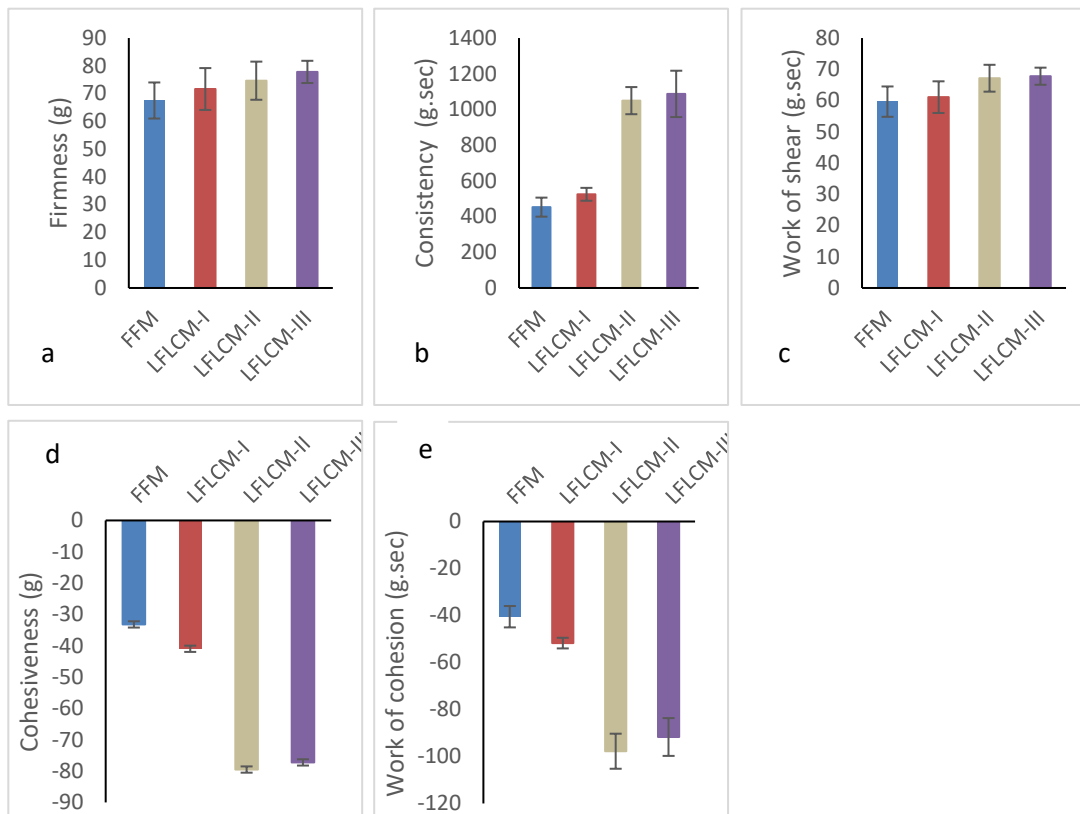 Firmness (g)
90
80
70
60
50
40
30
20
10
0
FFM
LFLCM-I
LFLCM-II
LFLCM-III
a
Consistency (g.sec)
1400
1200
1000
800
600
400
200
0
FFM
LFLCM-I
LFLCM-II
LFLCM-III
b
Work of shear (g.sec)
80
70
60
50
40
30
20
10
0
FFM
LFLCM-I
LFLCM-II
LFLCM-III
c
d
FFM
LFLCM-I
LFLCM-II
LFLCM-III
Cohesiveness (g)
0
-10
-20
-30
-40
-50
-60
-70
-80
-90
e
FFM
LFLCM-I
LFLCM-II
LFLCM-III
Work of cohesion (g.sec)
0
-20
-40
-60
-80
-100
-120